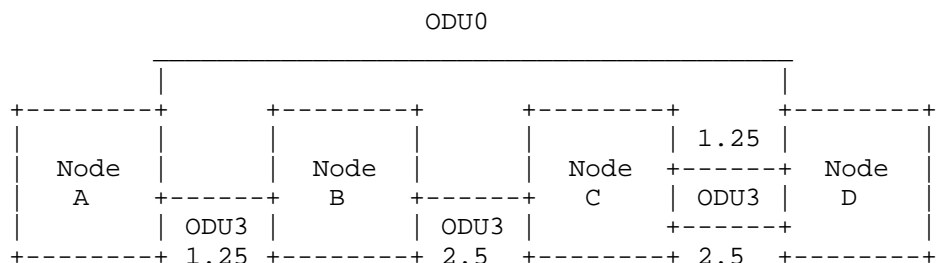 ODU0
1.25
Node Node Node ODU3 Node
A B C D
ODU3 ODU3
1.25 2.5 2.5